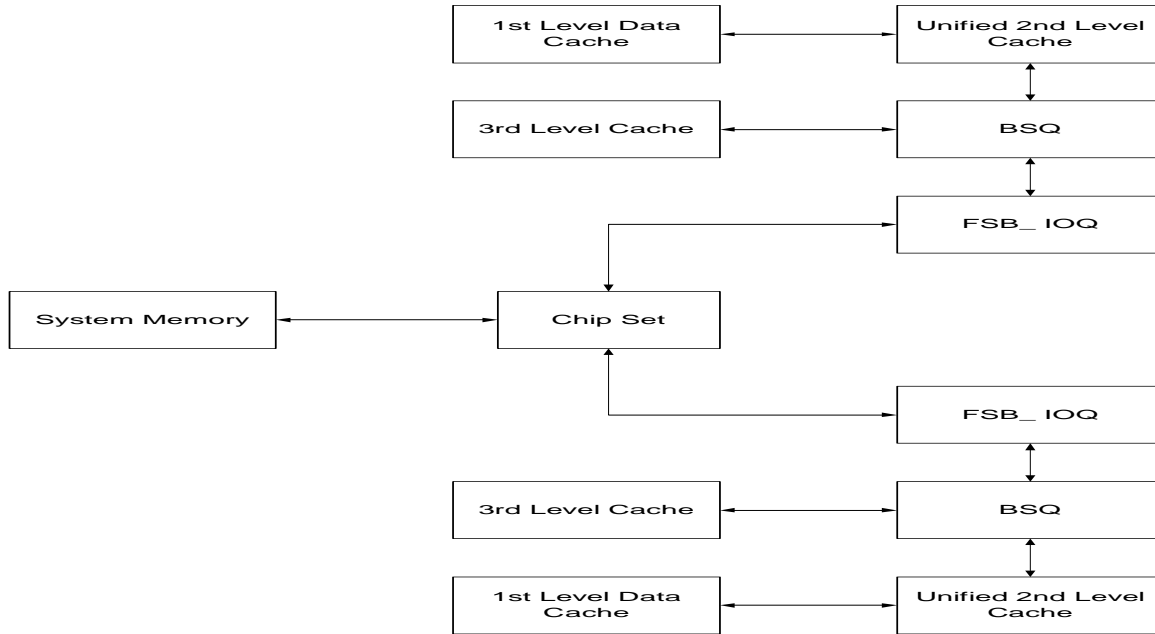 1st Level Data
Cache
Unified 2nd Level
Cache
3rd Level Cache
BSQ
FSB_ IOQ
System Memory
Chip Set
FSB_ IOQ
3rd Level Cache
BSQ
1st Level Data
Cache
Unified 2nd Level
Cache